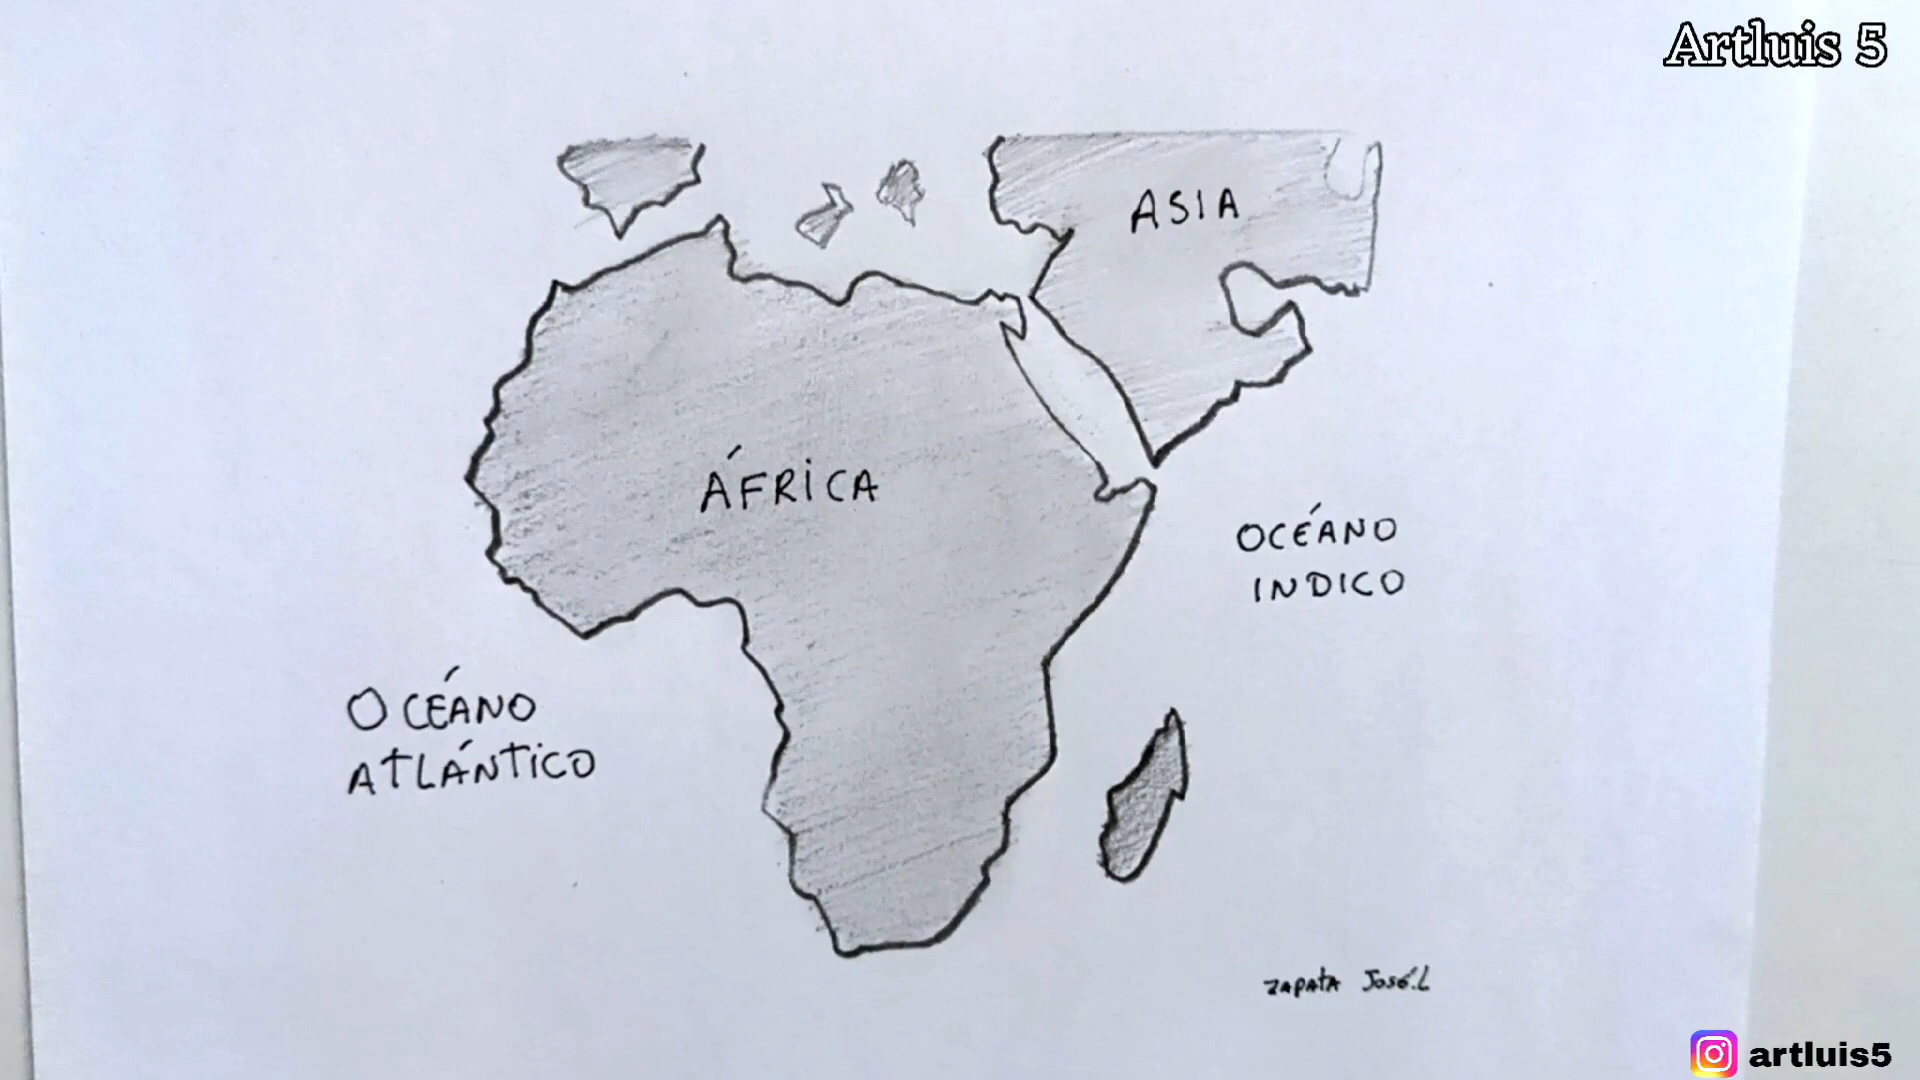 Artluis 5
ASIA
ÁFRiCA
OCÉANO
INDICO
OCÉANO
ATLÁNTiCO
ZAPATA JOSÉ.L
artluis5